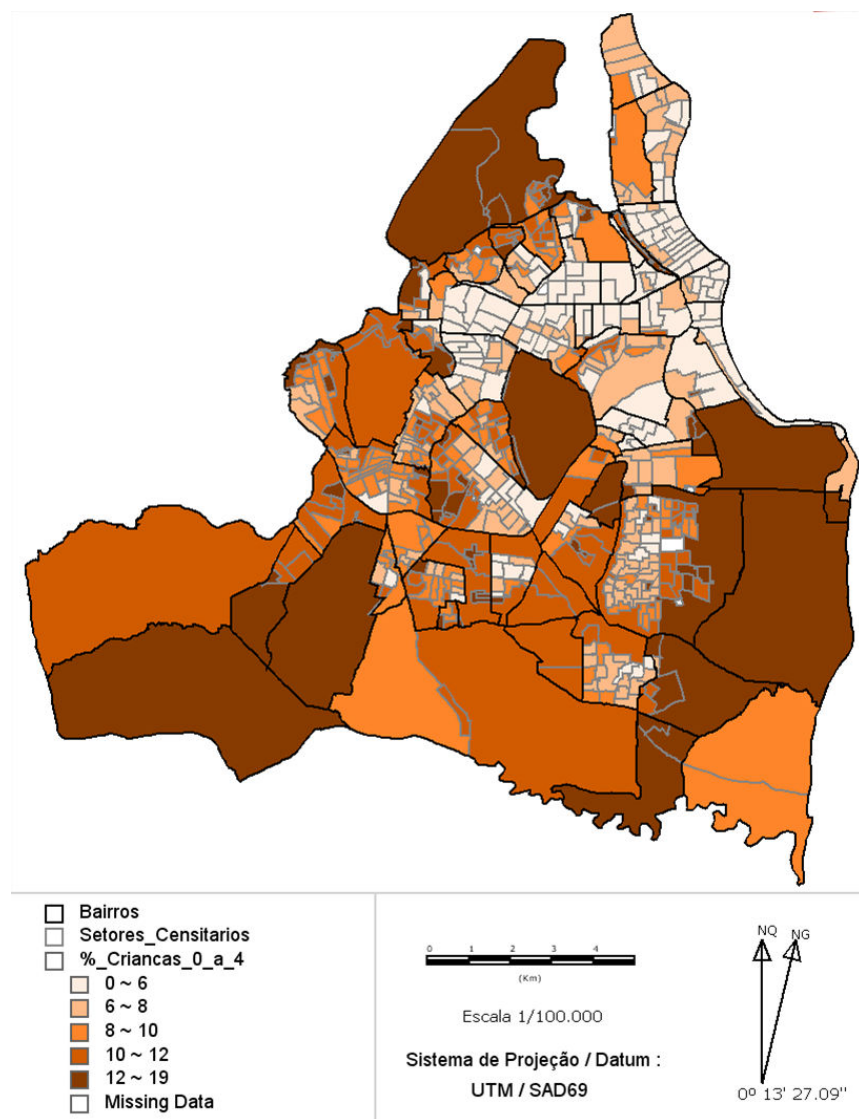 Bairros
Setores_Censitarios
%_Criancas_0_a_4
0 ~ 6
6 ~ 8
8 ~ 10
10 ~ 12
12 ~ 19
Missing Data
0 1 2 3 4
(Km)
Escala 1/100.000
Sistema de Projeção / Datum :
UTM / SAD69
NQ NG
0º 13' 27.09"